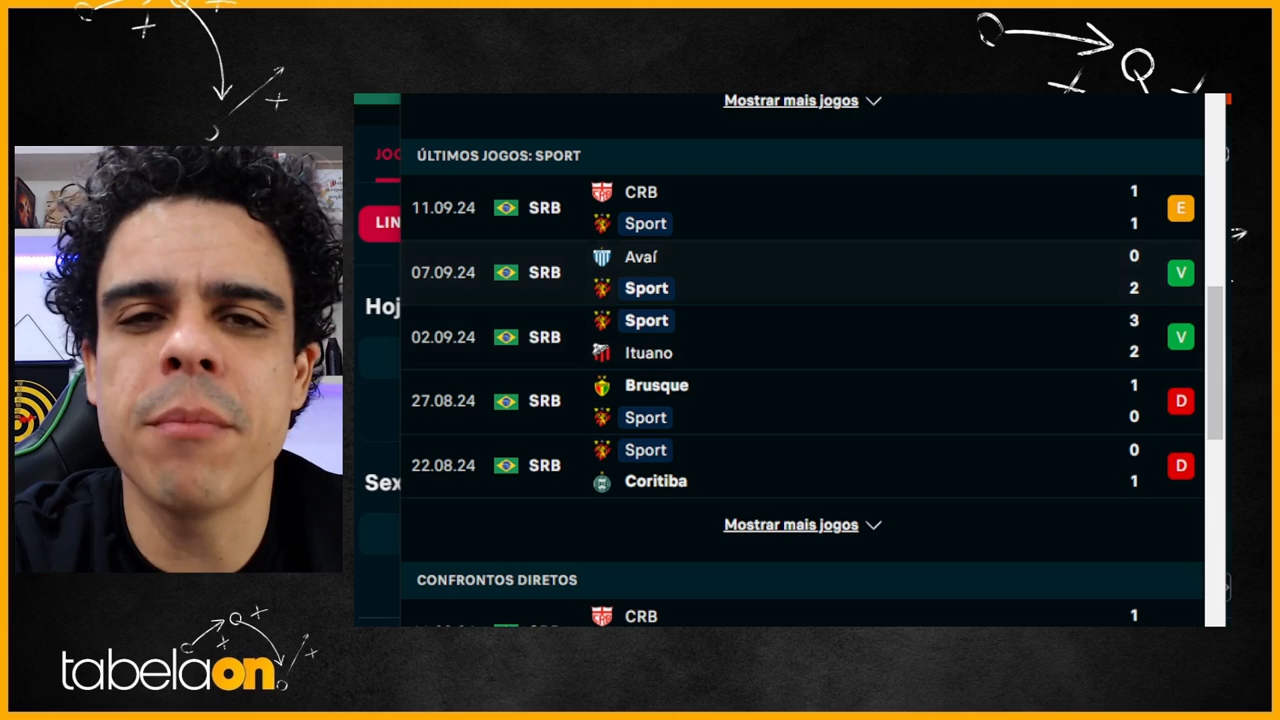 Mostrar mais jogos
JOG
ÚLTIMOS JOGOS: SPORT
11.09.24 SRB CRB 1
Sport 1
E
LIN
07.09.24 SRB Avaí 0
Sport 2
V
Hoj
02.09.24 SRB Sport 3
Ituano 2
V
27.08.24 SRB Brusque 1
Sport 0
D
22.08.24 SRB Sport 0
Coritiba 1
D
Sex
Mostrar mais jogos
CONFRONTOS DIRETOS
CRB 1
tabelaon